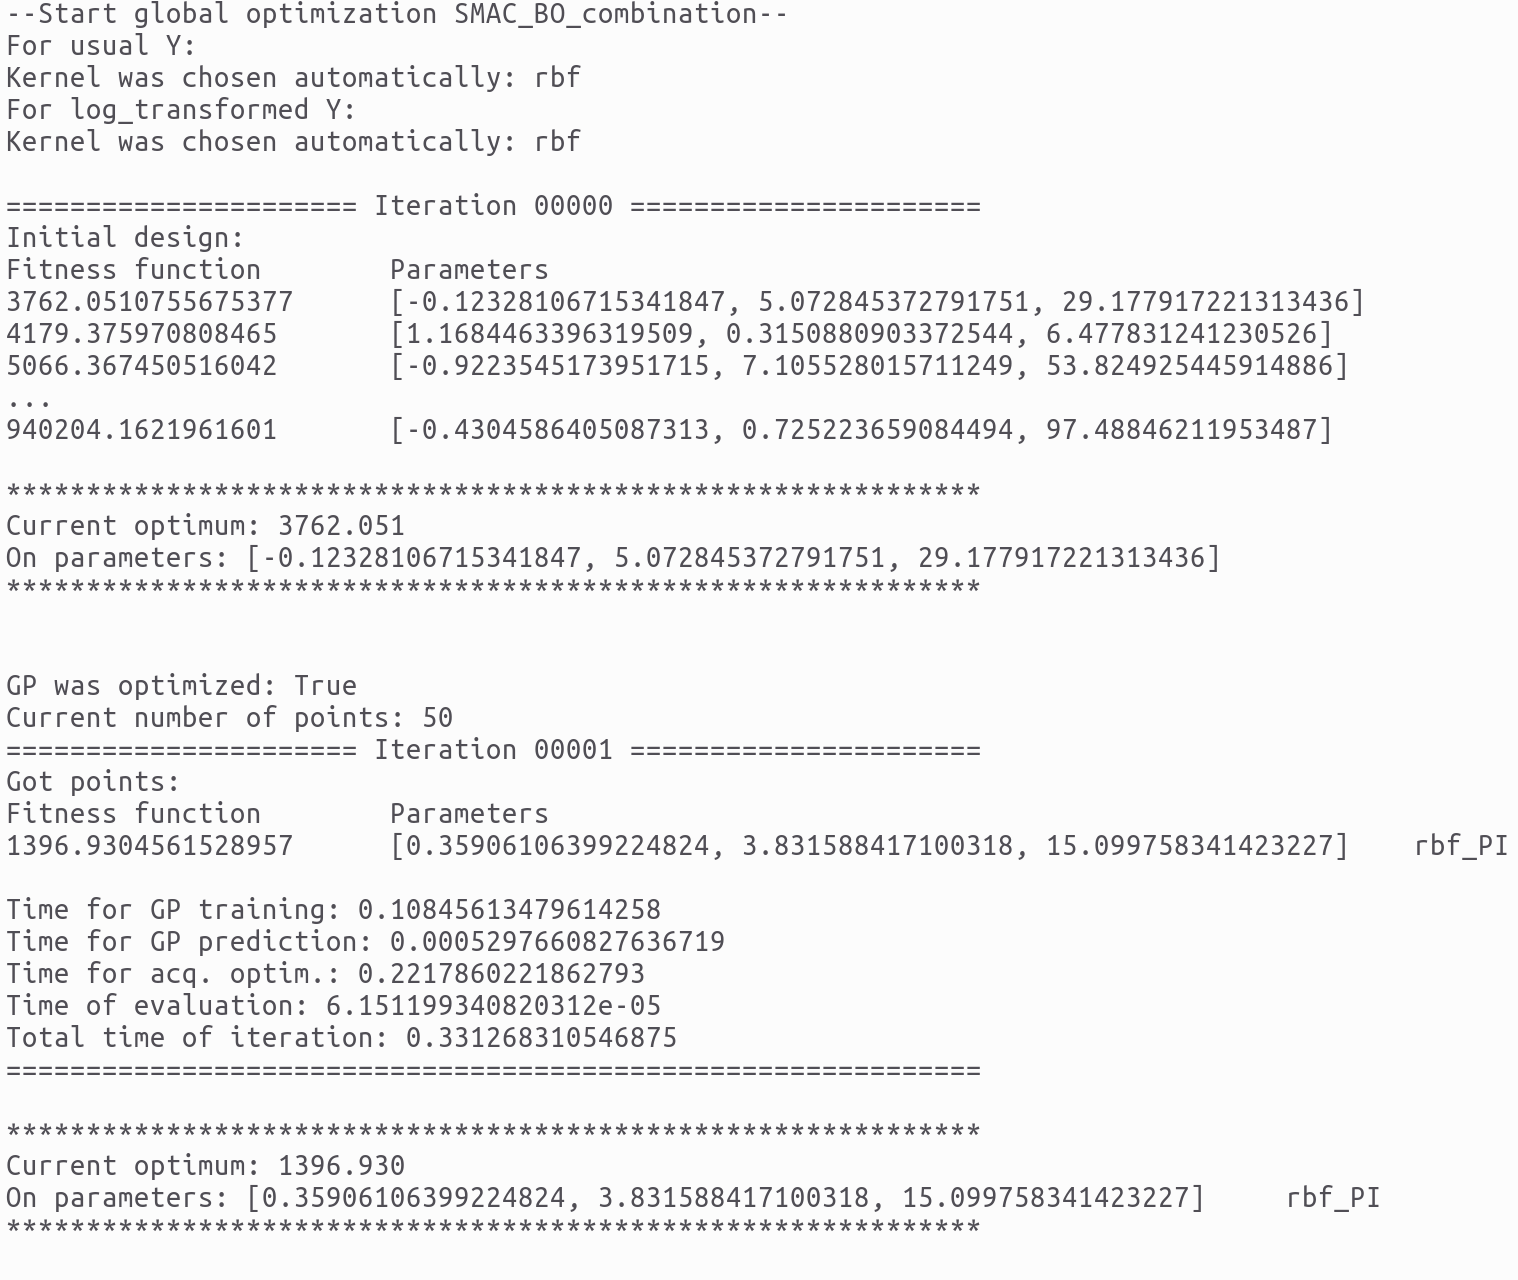 --Start global optimization SMAC_BO_combination--
For usual Y:
Kernel was chosen automatically: rbf
For log_transformed Y:
Kernel was chosen automatically: rbf
====================== Iteration 00000 ======================
Initial design:
Fitness function        Parameters
3762.0510755675377      [-0.12328106715341847, 5.072845372791751, 29.177917221313436]
4179.375970808465       [1.1684463396319509, 0.3150880903372544, 6.477831241230526]
5066.367450516042       [-0.9223545173951715, 7.105528015711249, 53.824925445914886]
...
940204.1621961601       [-0.4304586405087313, 0.725223659084494, 97.48846211953487]
*************************************************************
Current optimum: 3762.051
On parameters: [-0.12328106715341847, 5.072845372791751, 29.177917221313436]
*************************************************************
GP was optimized: True
Current number of points: 50
====================== Iteration 00001 ======================
Got points:
Fitness function        Parameters
1396.9304561528957      [0.35906106399224824, 3.831588417100318, 15.099758341423227]    rbf_PI
Time for GP training: 0.10845613479614258
Time for GP prediction: 0.0005297660827636719
Time for acq. optim.: 0.2217860221862793
Time of evaluation: 6.151199340820312e-05
Total time of iteration: 0.331268310546875
=============================================================
*************************************************************
Current optimum: 1396.930
On parameters: [0.35906106399224824, 3.831588417100318, 15.099758341423227]     rbf_PI
*************************************************************